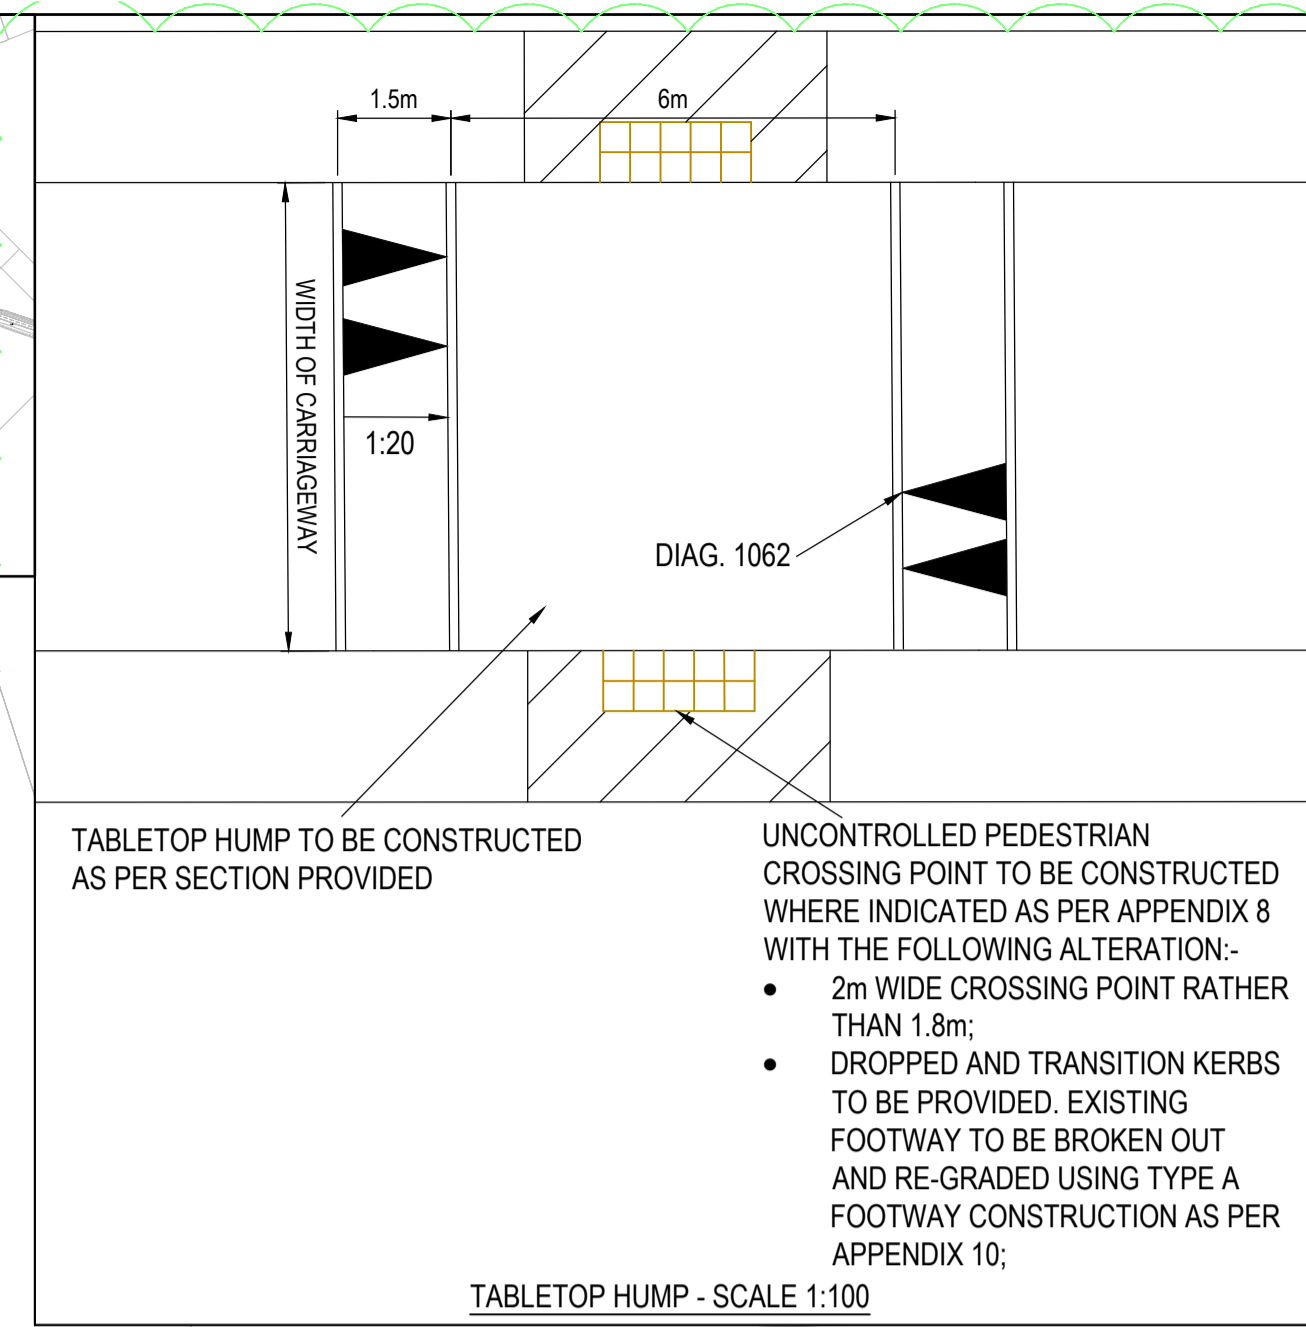 1.5m
6m
WIDTH OF CARRIAGEWAY
1:20
DIAG. 1062
TABLETOP HUMP TO BE CONSTRUCTED
AS PER SECTION PROVIDED
UNCONTROLLED PEDESTRIAN
CROSSING POINT TO BE CONSTRUCTED
WHERE INDICATED AS PER APPENDIX 8
WITH THE FOLLOWING ALTERATION:-
● 2m WIDE CROSSING POINT RATHER
THAN 1.8m;
● DROPPED AND TRANSITION KERBS
TO BE PROVIDED. EXISTING
FOOTWAY TO BE BROKEN OUT
AND RE-GRADED USING TYPE A
FOOTWAY CONSTRUCTION AS PER
APPENDIX 10;
TABLETOP HUMP - SCALE 1:100